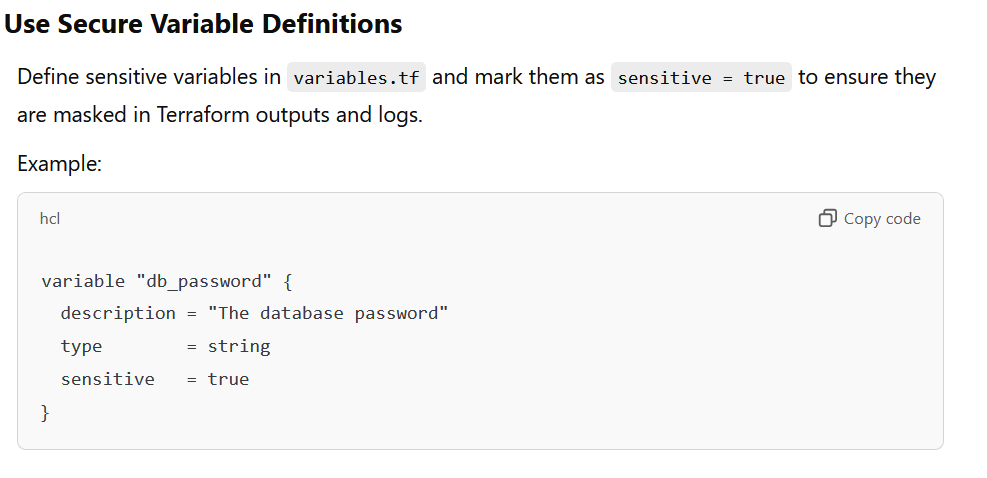 Use Secure Variable Definitions
Define sensitive variables in variables.tf and mark them as sensitive = true to ensure they
are masked in Terraform outputs and logs.
Example:
hcl
Copy code
variable "db_password" {
  description = "The database password"
  type        = string
  sensitive   = true
}